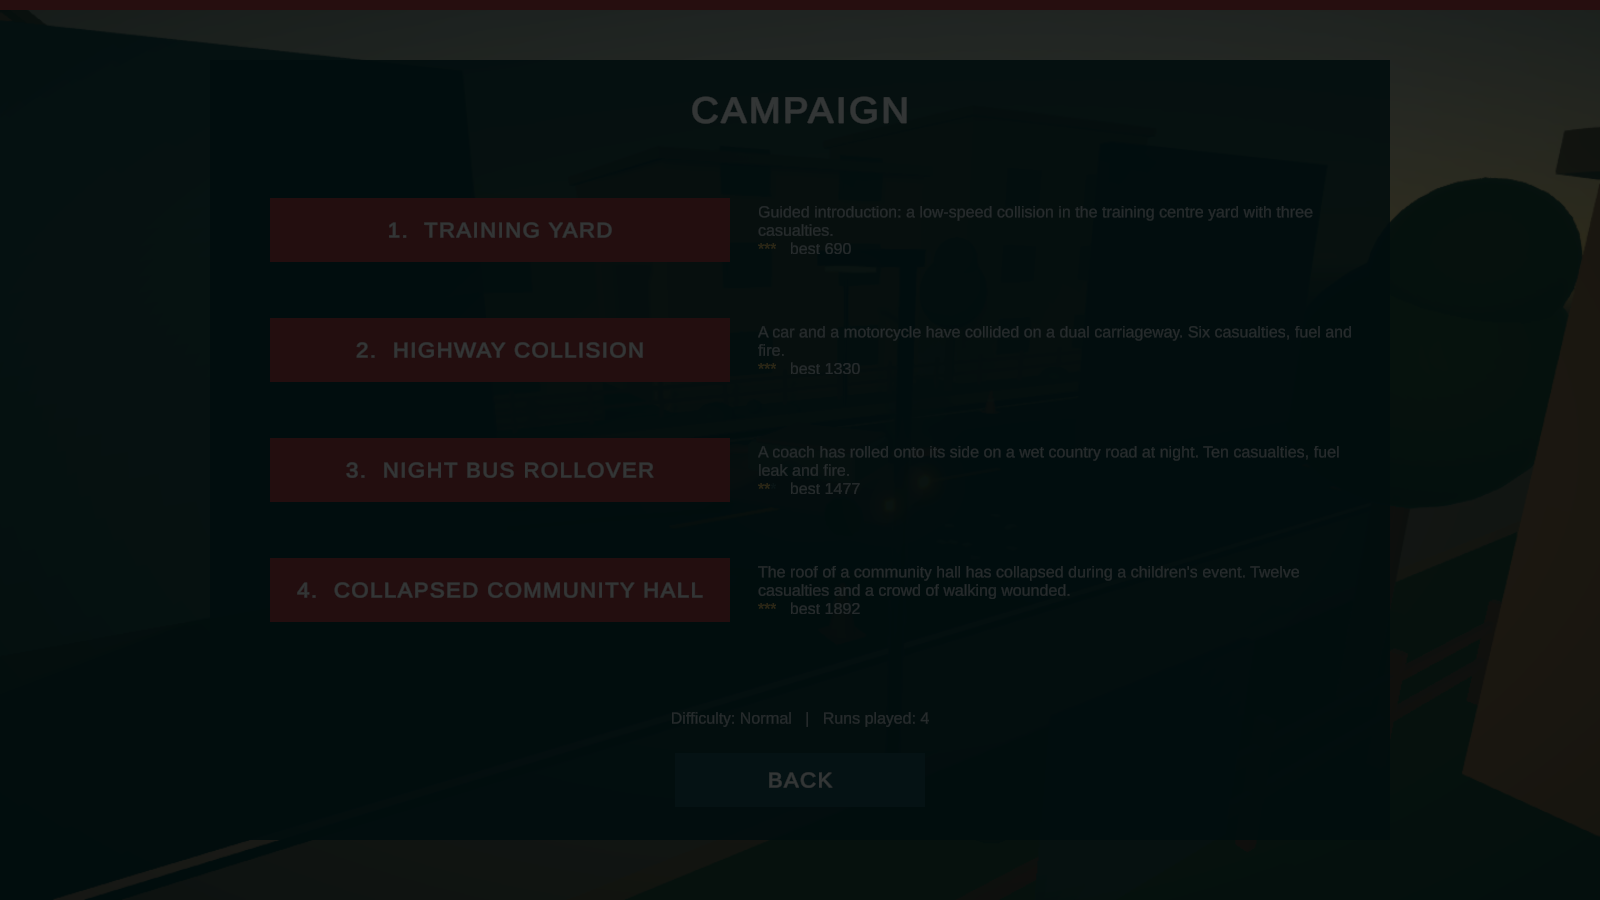 CAMPAIGN
1. TRAINING YARD
Guided introduction: a low-speed collision in the training centre yard with three
casualties.
*** best 690
2. HIGHWAY COLLISION
A car and a motorcycle have collided on a dual carriageway. Six casualties, fuel and
fire.
*** best 1330
3. NIGHT BUS ROLLOVER
A coach has rolled onto its side on a wet country road at night. Ten casualties, fuel
leak and fire.
*** best 1477
4. COLLAPSED COMMUNITY HALL
The roof of a community hall has collapsed during a children's event. Twelve
casualties and a crowd of walking wounded.
*** best 1892
Difficulty: Normal | Runs played: 4
BACK